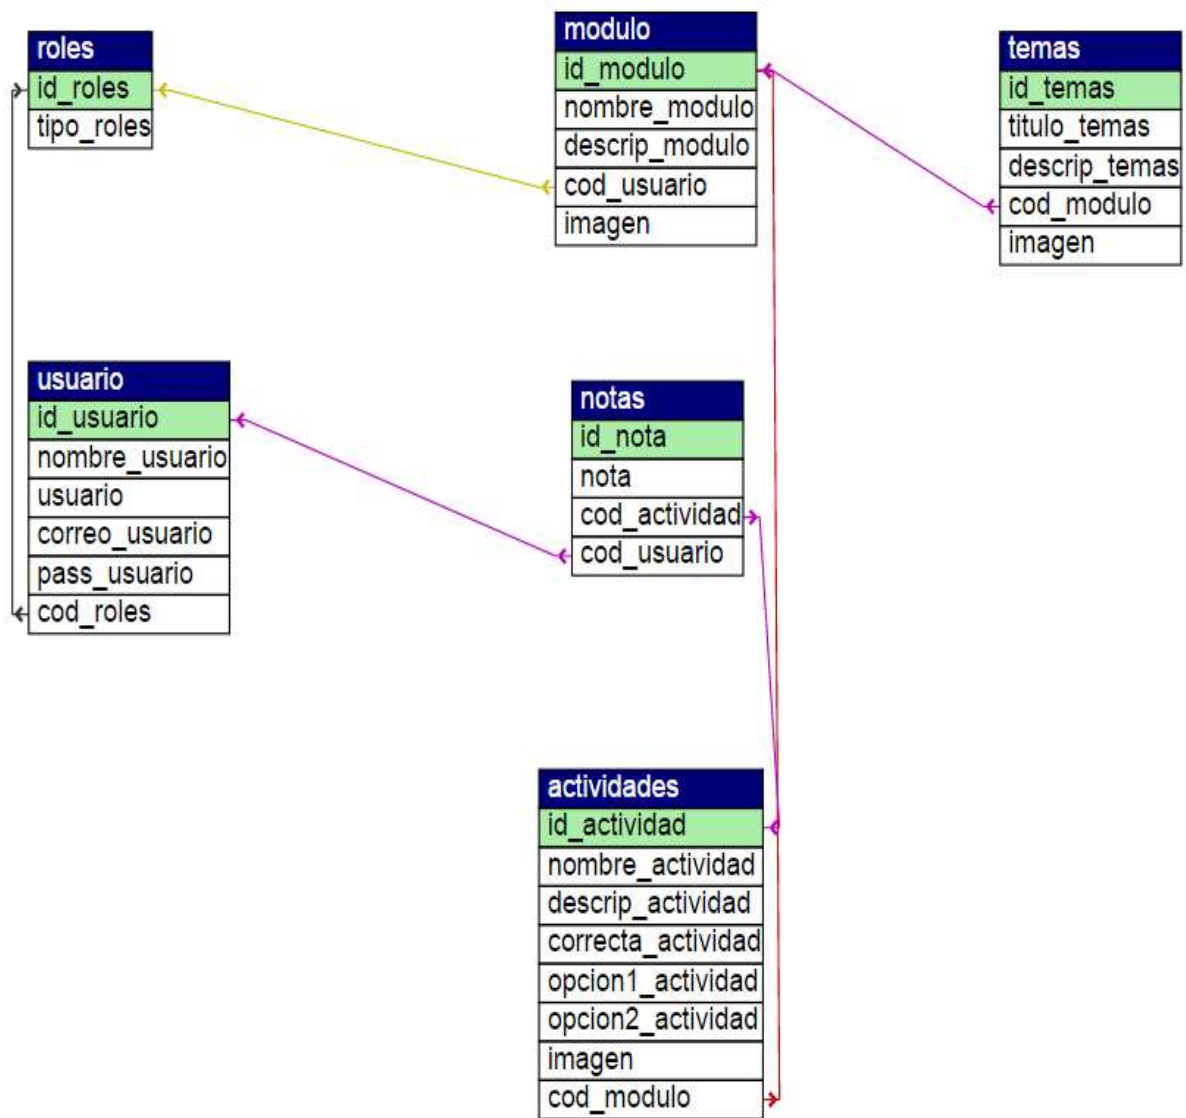 roles
id_roles
tipo_roles
modulo
id_modulo
nombre_modulo
descrip_modulo
cod_usuario
imagen
temas
id_temas
titulo_temas
descrip_temas
cod_modulo
imagen
usuario
id_usuario
nombre_usuario
usuario
correo_usuario
pass_usuario
cod_roles
notas
id_nota
nota
cod_actividad
cod_usuario
actividades
id_actividad
nombre_actividad
descrip_actividad
correcta_actividad
opcion1_actividad
opcion2_actividad
imagen
cod_modulo